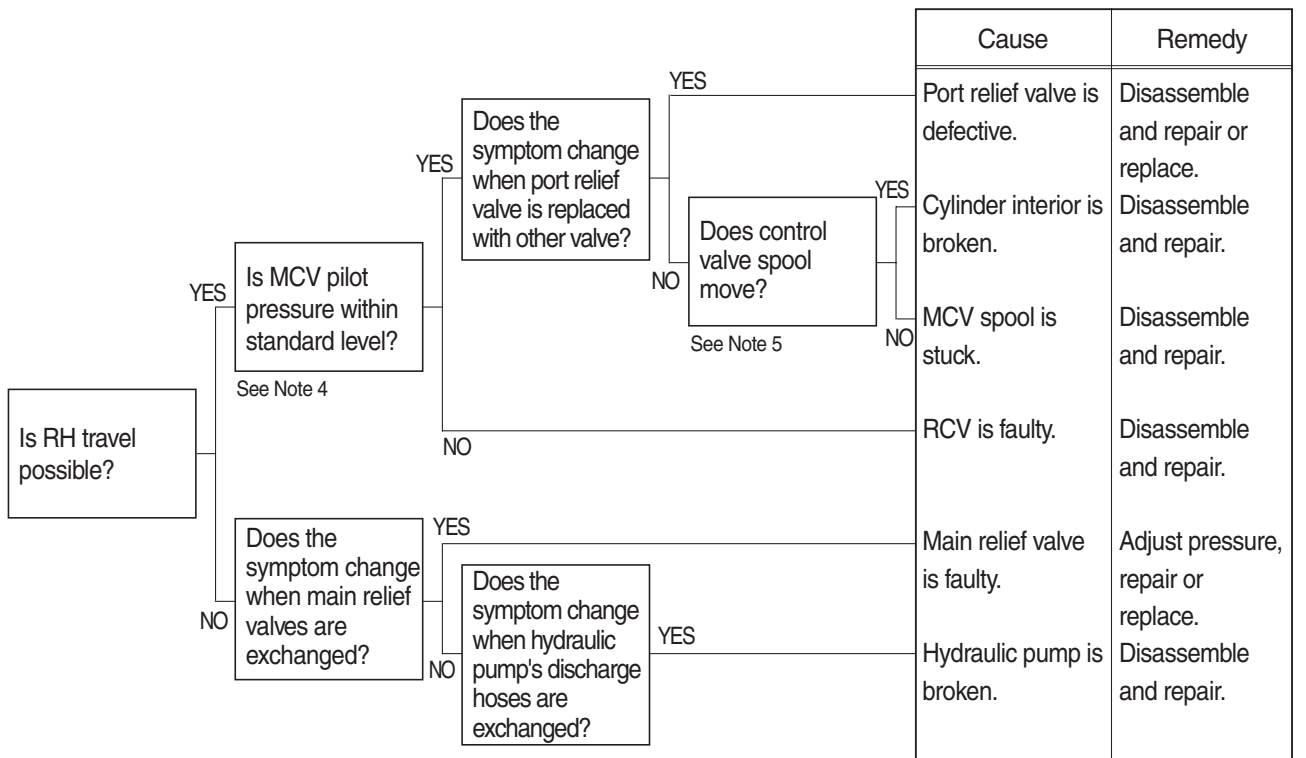 Is RH travel
possible?
YES
NO
Is MCV pilot
pressure within
standard level?
See Note 4
YES
NO
Does the
symptom change
when port relief
valve is replaced
with other valve?
YES
NO
Does control
valve spool
move?
See Note 5
YES
NO
Does the
symptom change
when main relief
valves are
exchanged?
YES
NO
Does the
symptom change
when hydraulic
pump's discharge
hoses are
exchanged?
YES
Cause
Remedy
Port relief valve is
defective.
Disassemble
and repair or
replace.
Cylinder interior is
broken.
Disassemble
and repair.
MCV spool is
stuck.
Disassemble
and repair.
RCV is faulty.
Disassemble
and repair.
Main relief valve
is faulty.
Adjust pressure,
repair or
replace.
Hydraulic pump is
broken.
Disassemble
and repair.